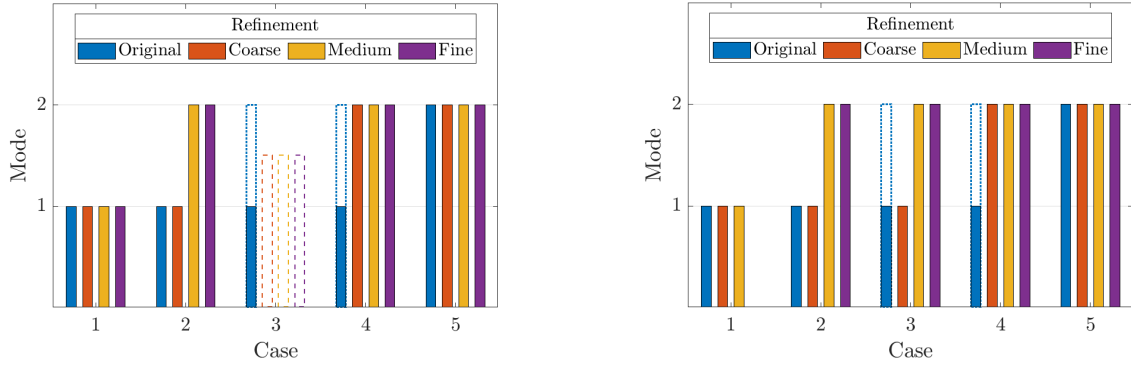 Refinement
Original Coarse Medium Fine
2
1
Mode
1 2 3 4 5
Case
Refinement
Original Coarse Medium Fine
2
1
Mode
1 2 3 4 5
Case